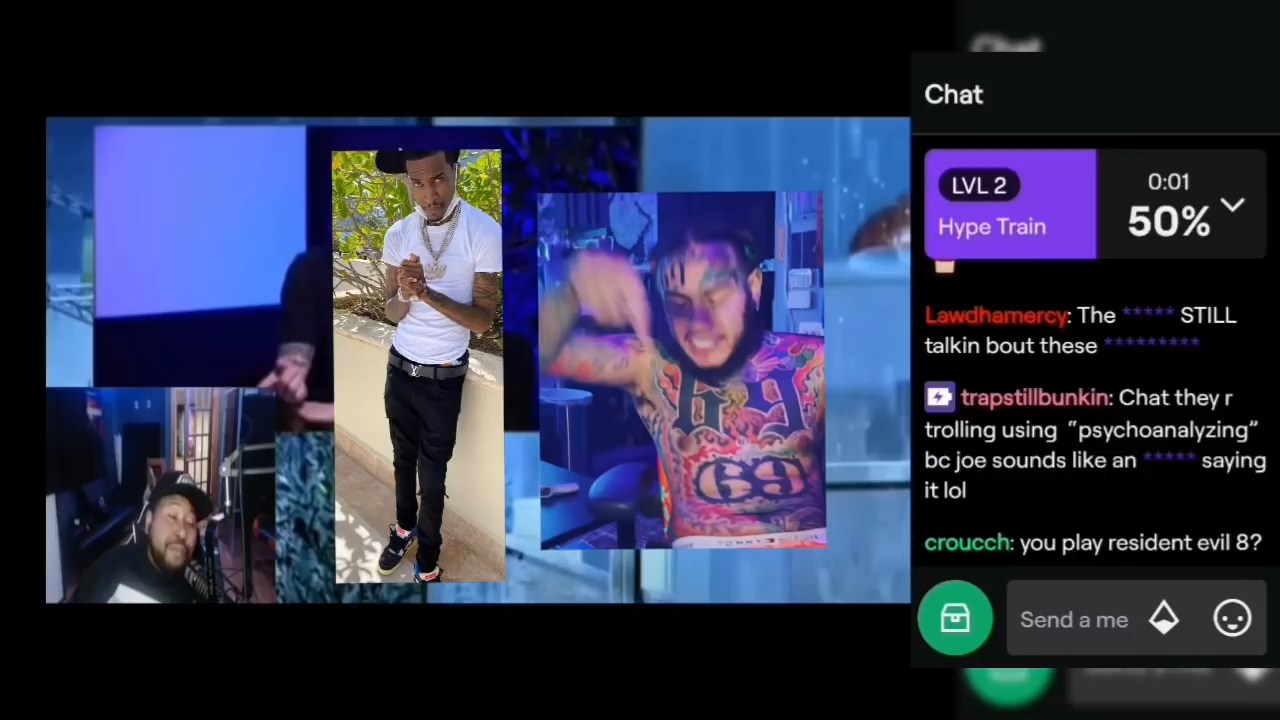 Chat
LVL 2
Hype Train
0:01
50%
Lawdhamercy: The ***** STILL
talkin bout these *********
trapstillbunkin: Chat they r
trolling using “psychoanalyzing”
bc joe sounds like an ***** saying
it lol
croucch: you play resident evil 8?
Send a me
69
69